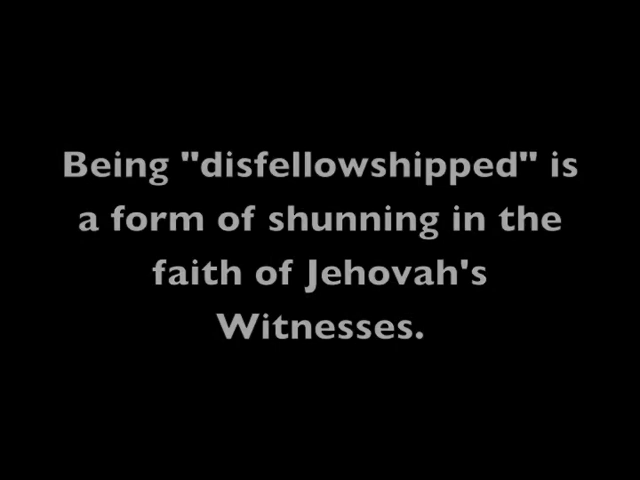 Being "disfellowshipped" is
a form of shunning in the
faith of Jehovah's
Witnesses.